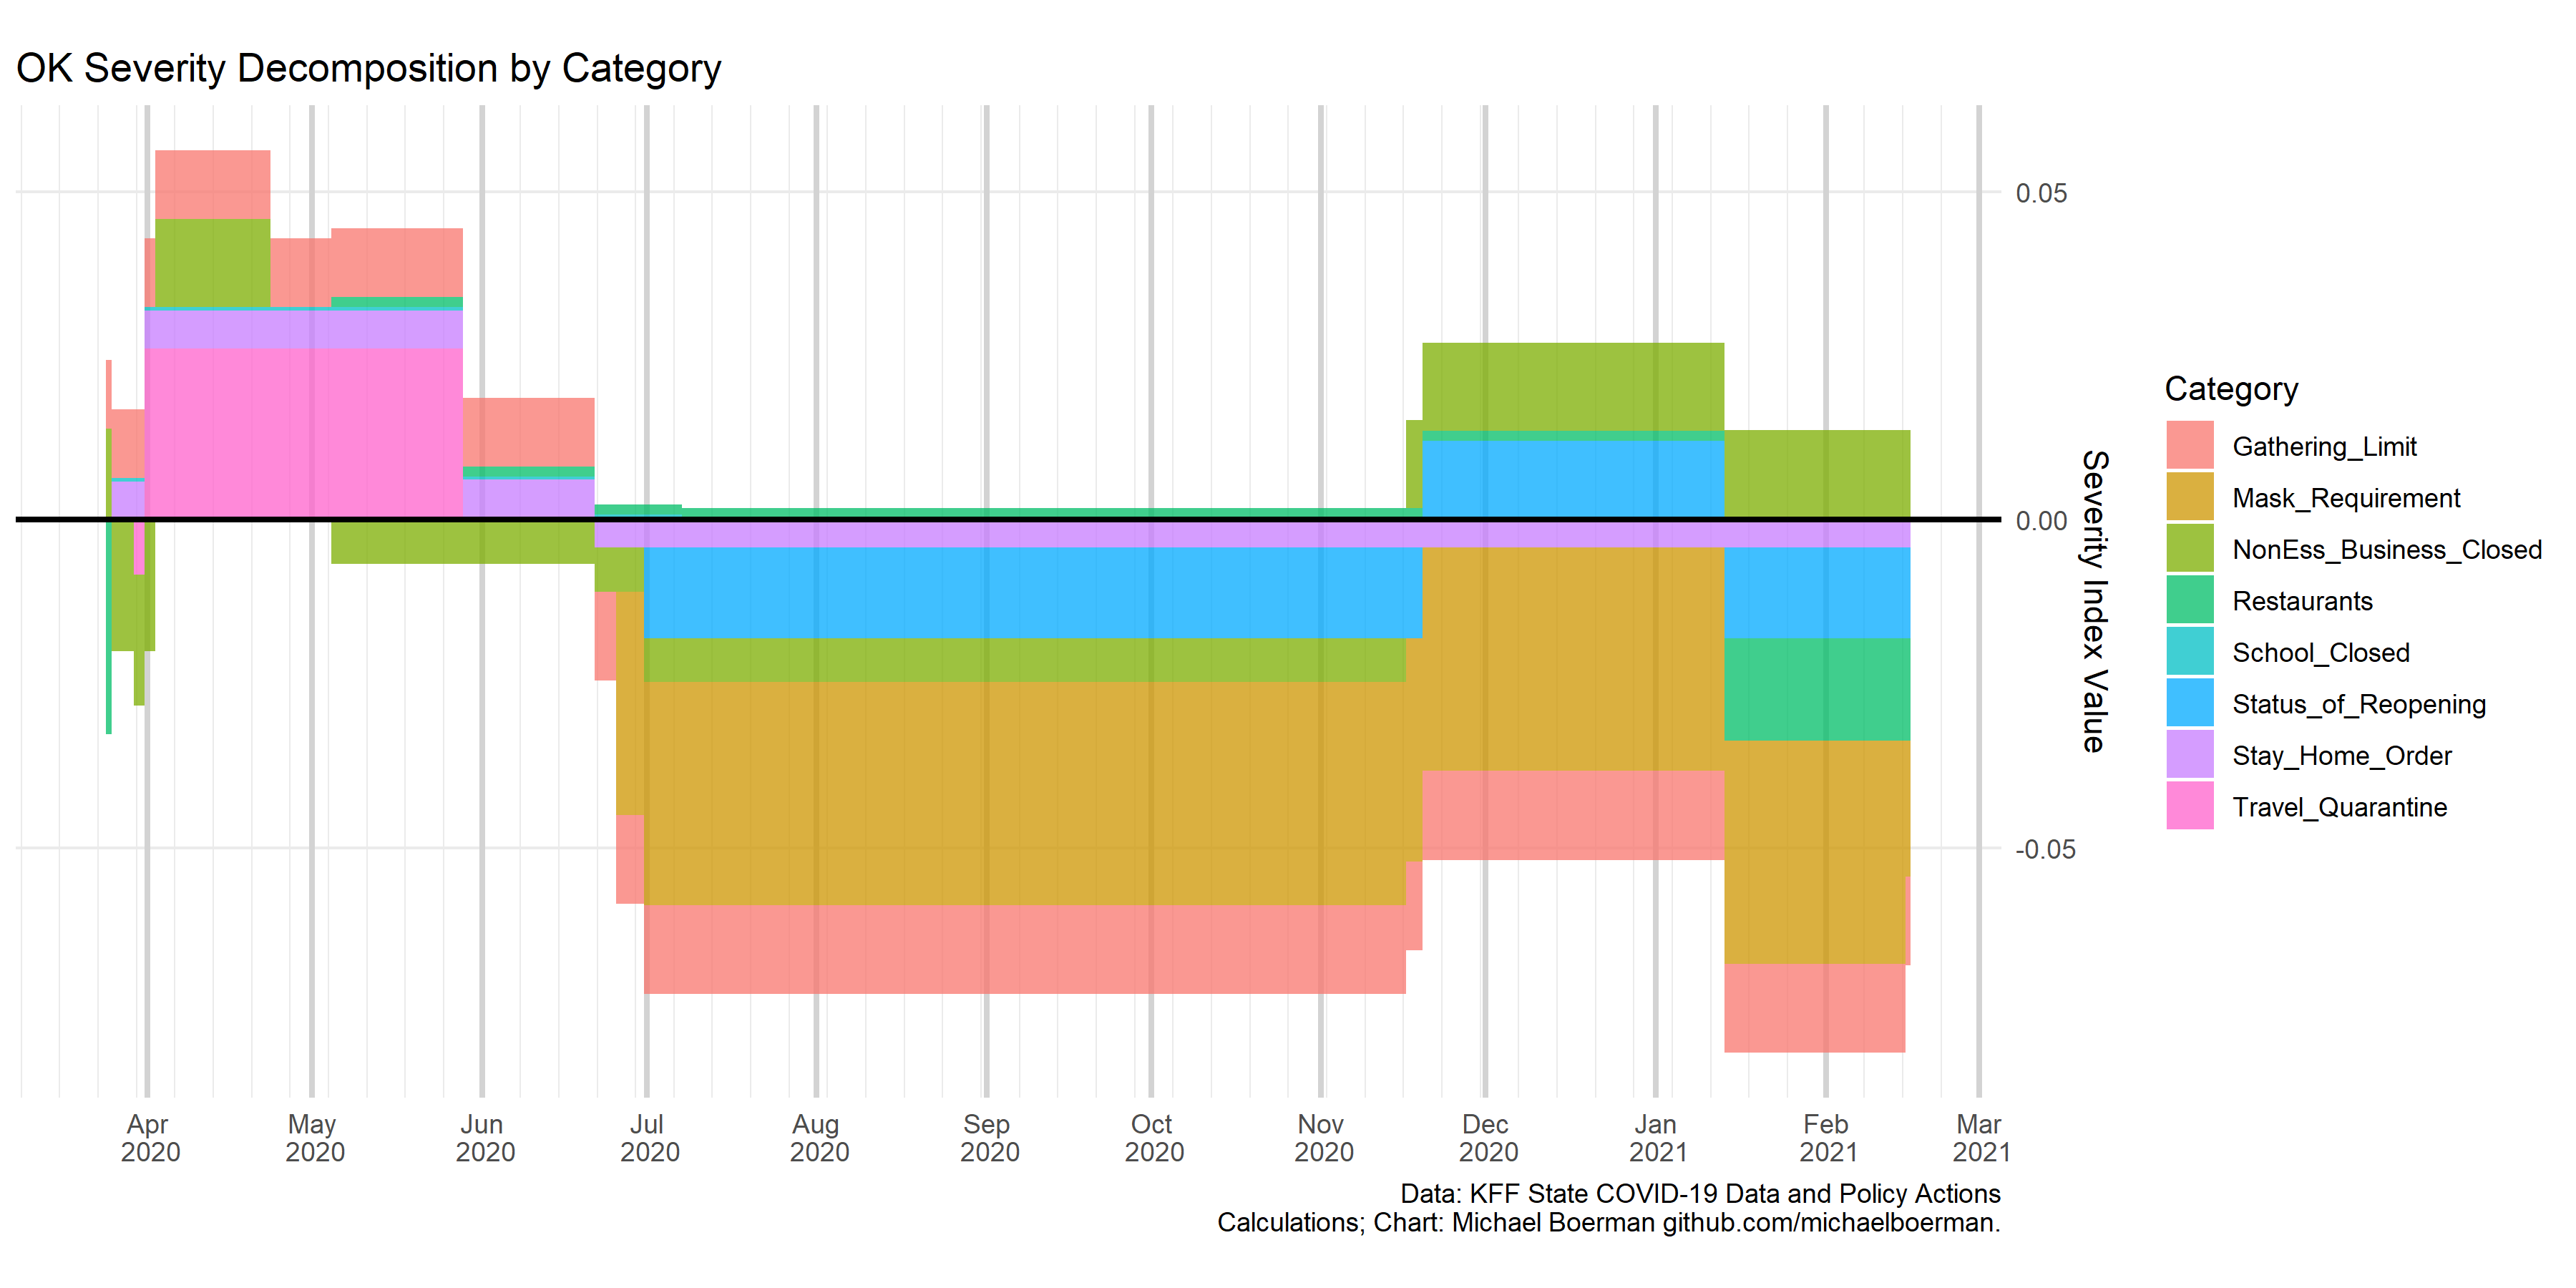 OK Severity Decomposition by Category
0.05
0.00
-0.05
Severity Index Value
Category
Gathering_Limit
Mask_Requirement
NonEss_Business_Closed
Restaurants
School_Closed
Status_of_Reopening
Stay_Home_Order
Travel_Quarantine
Apr May Jun Jul Aug Sep Oct Nov Dec Jan Feb Mar
2020 2020 2020 2020 2020 2020 2020 2020 2020 2021 2021 2021
Data: KFF State COVID-19 Data and Policy Actions
Calculations; Chart: Michael Boerman github.com/michaelboerman.